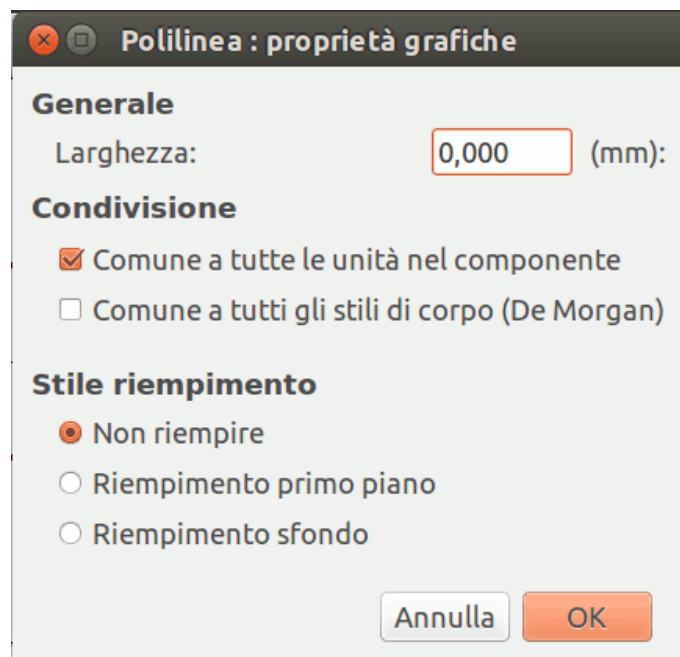 Polilinea : proprietà grafiche
Generale
Larghezza: 0,000 (mm):
Condivisione
Comune a tutte le unità nel componente
Comune a tutti gli stili di corpo (De Morgan)
Stile riempimento
Non riempire
Riempimento primo piano
Riempimento sfondo
Annulla OK